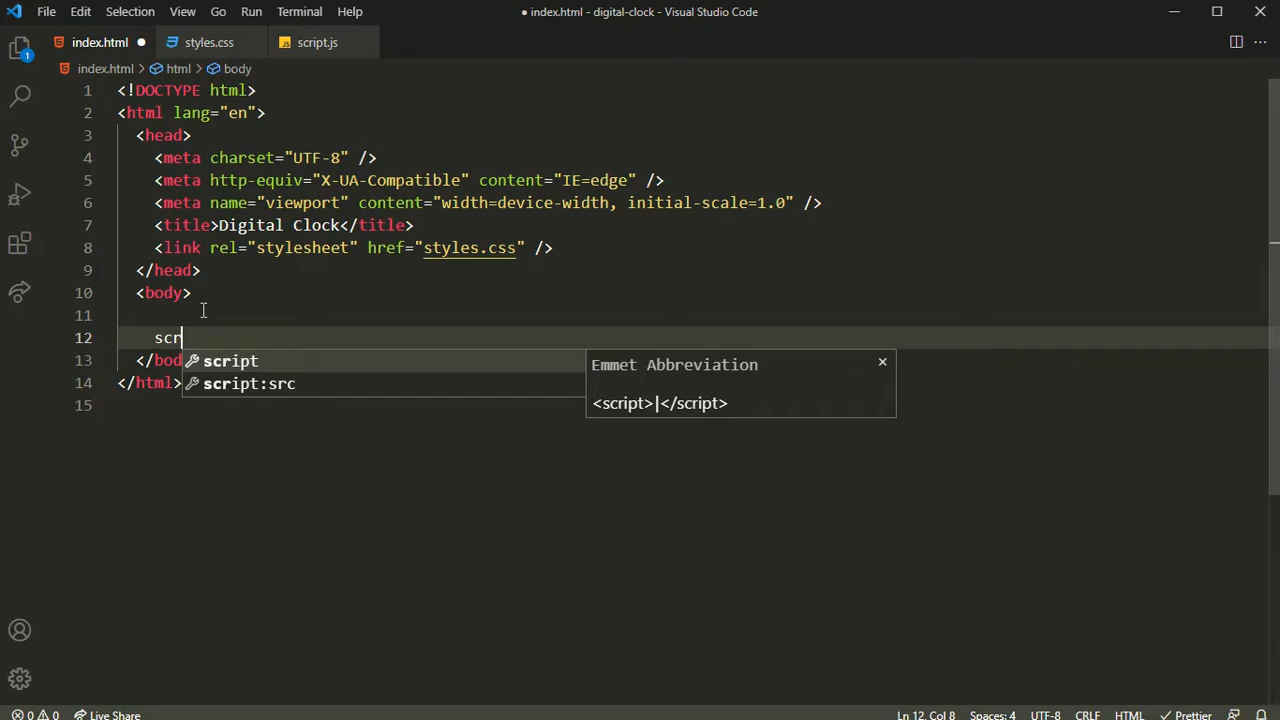 File Edit Selection View Go Run Terminal Help ● index.html - digital-clock - Visual Studio Code
index.html ● styles.css JS script.js
index.html > html > body
1 <!DOCTYPE html>
2 <html lang="en">
3 <head>
4 <meta charset="UTF-8" />
5 <meta http-equiv="X-UA-Compatible" content="IE=edge" />
6 <meta name="viewport" content="width=device-width, initial-scale=1.0" />
7 <title>Digital Clock</title>
8 <link rel="stylesheet" href="styles.css" />
9 </head>
10 <body>
11
12 scr
13 </bod
14 </html>
15
script
script:src
Emmet Abbreviation
<script>|</script>
1
0 0 Live Share Ln 12, Col 8 Spaces: 4 UTF-8 CRLF HTML Prettier